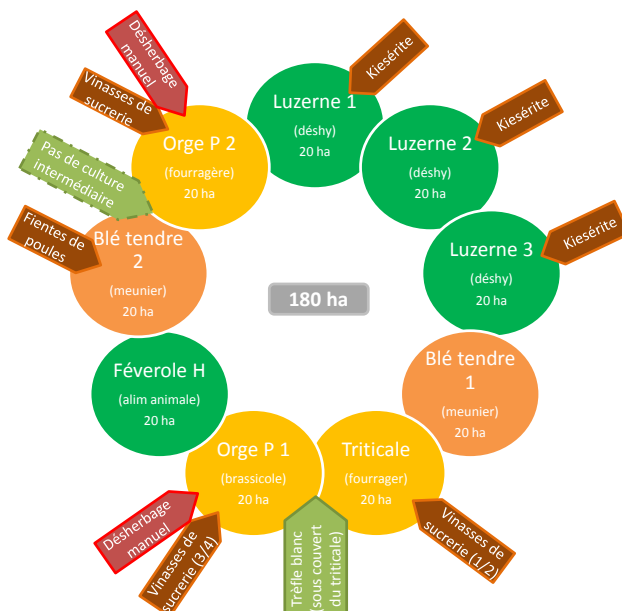 Désherbage
manuel
Vinasses de
sucrerie
Pas de culture
intermédiaire
Fientes de
poules
Orge P 2
(fourragère)
20 ha
Luzerne 1
(déshy)
20 ha
Kiesérite
Luzerne 2
(déshy)
20 ha
Kiesérite
Luzerne 3
(déshy)
20 ha
Kiesérite
Blé tendre
2
(meunier)
20 ha
180 ha
Blé tendre
1
(meunier)
20 ha
Féverole H
(alim animale)
20 ha
Orge P 1
(brassicole)
20 ha
Triticale
(fourrager)
20 ha
Désherbage
manuel
Vinasses de
sucrerie (3/4)
Trèfle blanc
(sous couvert
du triticale)
Vinasses de
sucrerie (1/2)